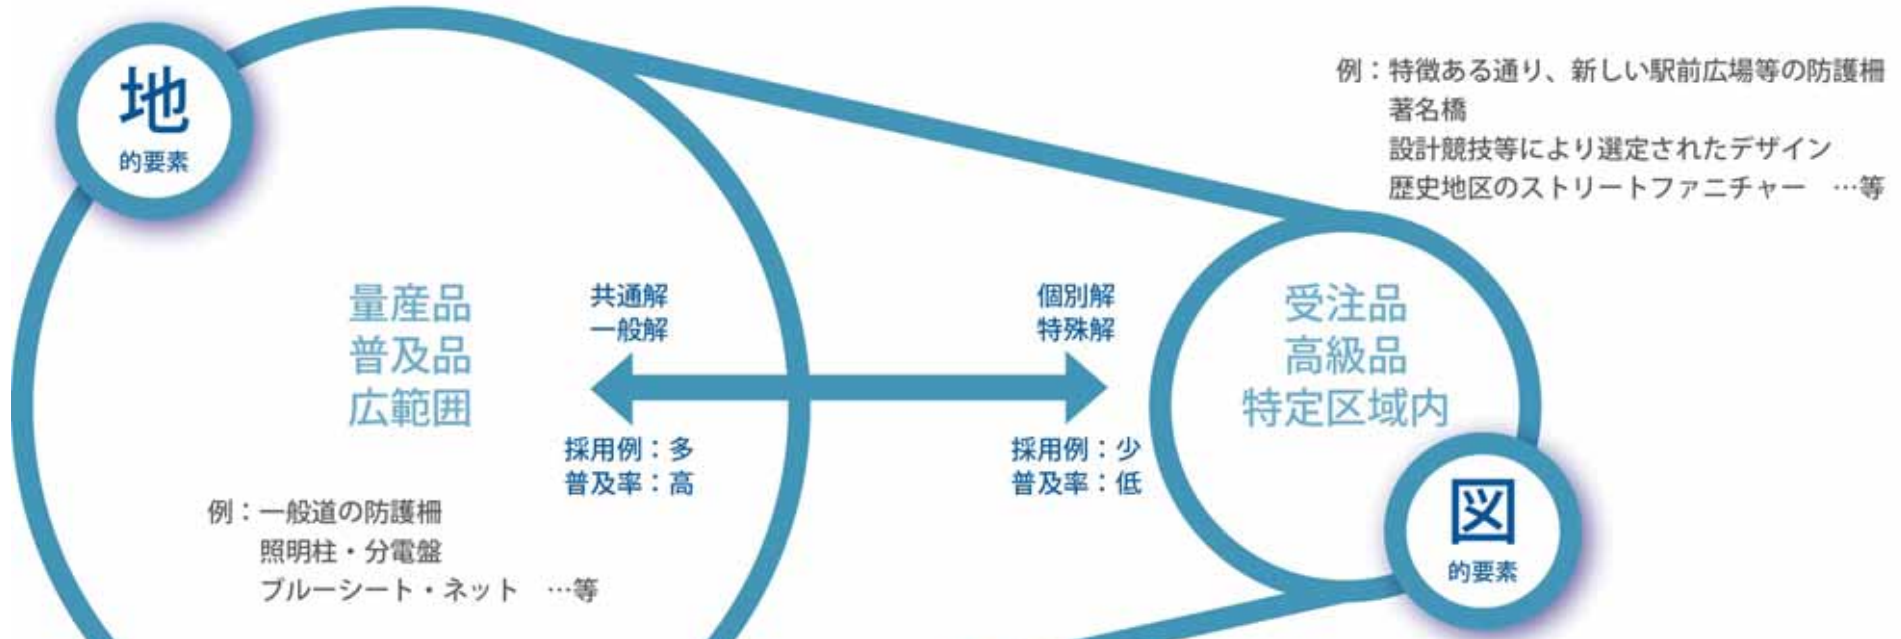 地
的要素
量産品
普及品
広範囲
例：一般道の防護柵
照明柱・分電盤
ブルーシート・ネット　…等
共通解
一般解
採用例：多
普及率：高
個別解
特殊解
採用例：少
普及率：低
例：特徴ある通り、新しい駅前広場等の防護柵
著名橋
設計競技等により選定されたデザイン
歴史地区のストリートファニチャー　…等
受注品
高級品
特定区域内
図
的要素